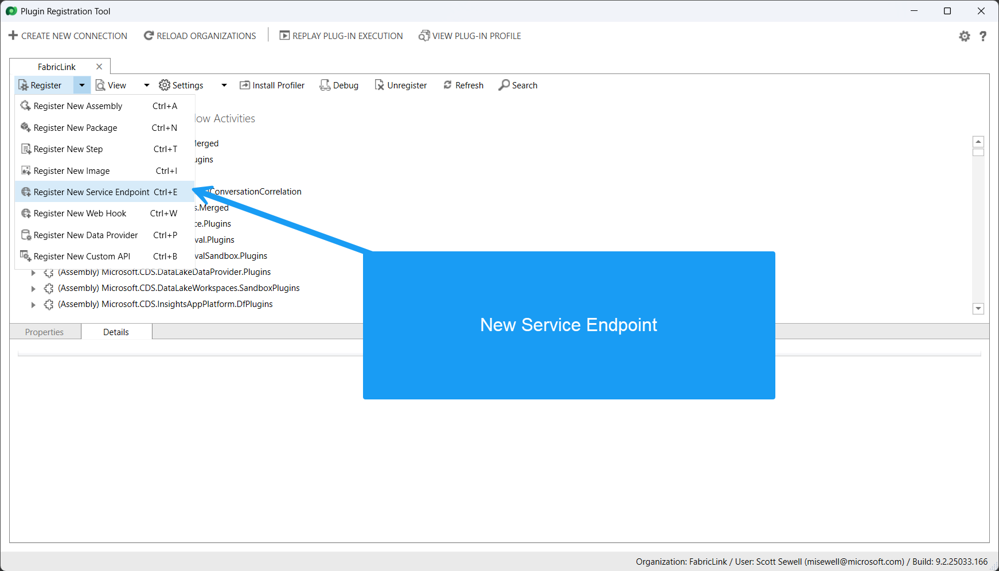 Plugin Registration Tool
CREATE NEW CONNECTION RELOAD ORGANIZATIONS REPLAY PLUG-IN EXECUTION VIEW PLUG-IN PROFILE ?
FabricLink
Register View Settings Install Profiler Debug Unregister Refresh Search
Register New Assembly Ctrl+A
Register New Package Ctrl+N
Register New Step Ctrl+T
Register New Image Ctrl+I
Register New Service Endpoint Ctrl+E
Register New Web Hook Ctrl+W
Register New Data Provider Ctrl+P
Register New Custom API Ctrl+B
ow Activities
erged
ugins
ConversationCorrelation
s.Merged
ce.Plugins
val.Plugins
valSandbox.Plugins
(Assembly) Microsoft.CDS.DataLakeDataProvider.Plugins
(Assembly) Microsoft.CDS.DataLakeWorkspaces.SandboxPlugins
(Assembly) Microsoft.CDS.InsightsAppPlatform.DfPlugins
New Service Endpoint
Properties Details
Organization: FabricLink / User: Scott Sewell (misewell@microsoft.com) / Build: 9.2.25033.166